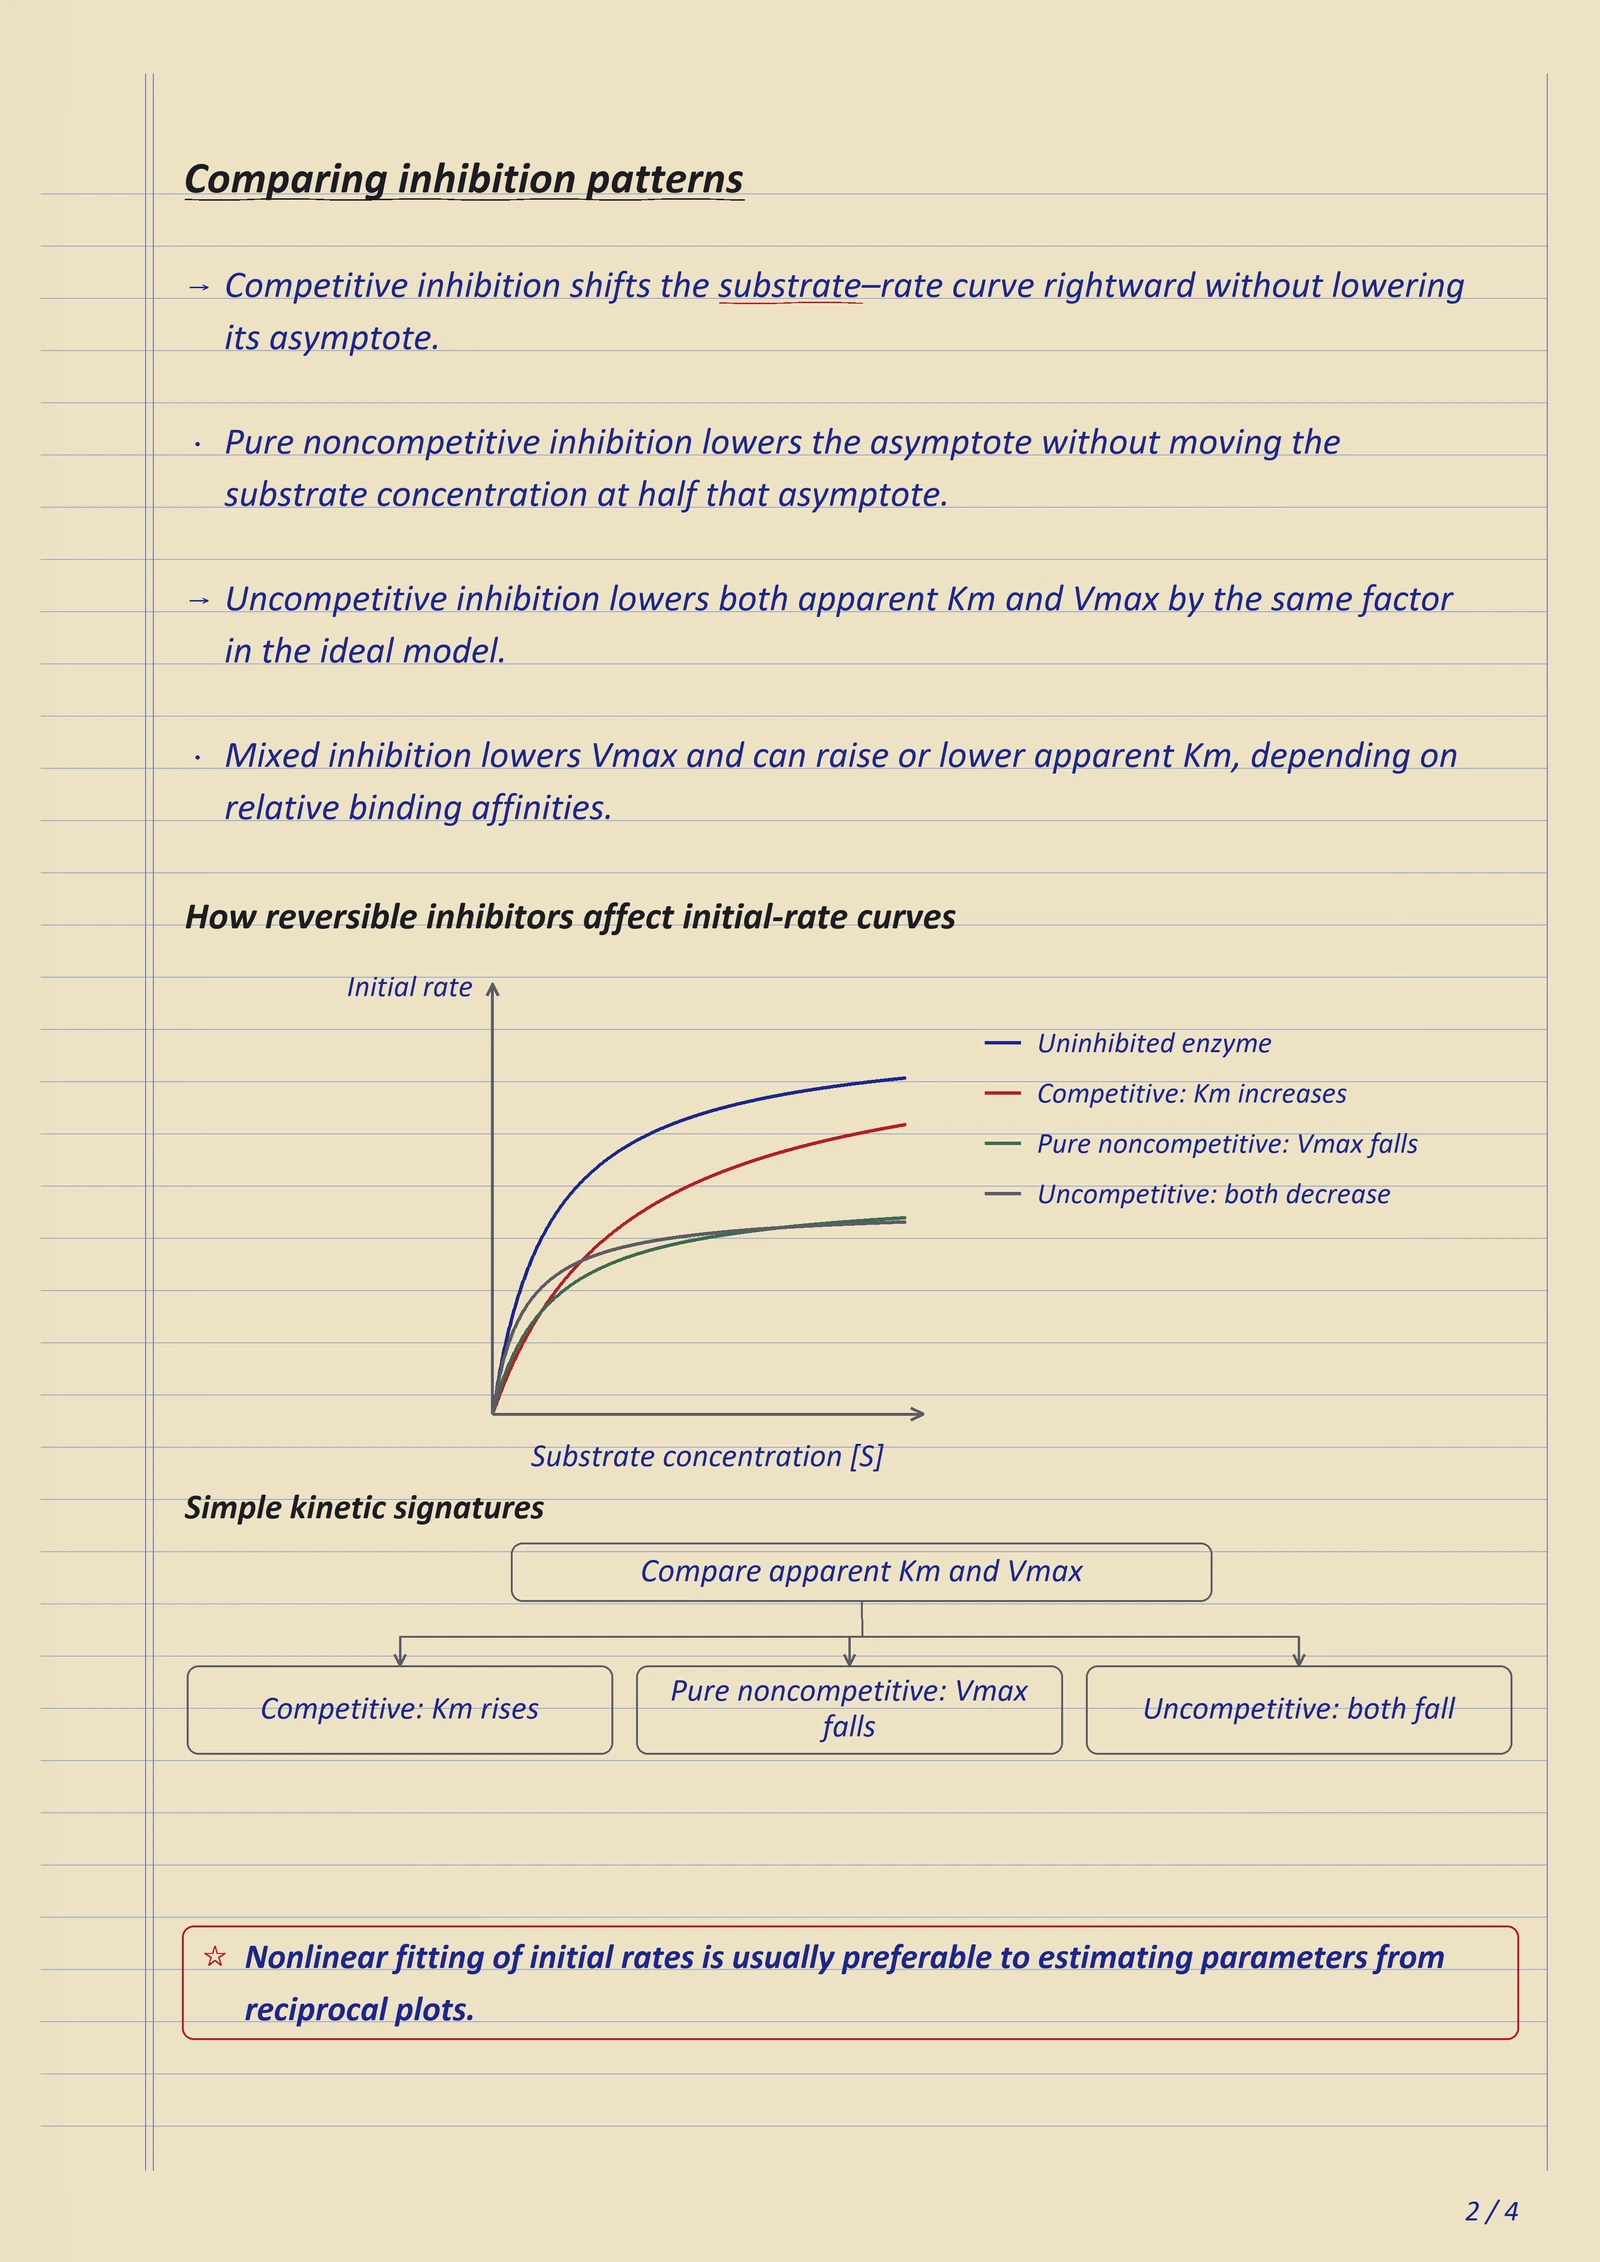 Comparing inhibition patterns
→ Competitive inhibition shifts the substrate–rate curve rightward without lowering
its asymptote.
· Pure noncompetitive inhibition lowers the asymptote without moving the
substrate concentration at half that asymptote.
→ Uncompetitive inhibition lowers both apparent Km and Vmax by the same factor
in the ideal model.
· Mixed inhibition lowers Vmax and can raise or lower apparent Km, depending on
relative binding affinities.
How reversible inhibitors affect initial-rate curves
Initial rate
Uninhibited enzyme
Competitive: Km increases
Pure noncompetitive: Vmax falls
Uncompetitive: both decrease
Substrate concentration [S]
Simple kinetic signatures
Compare apparent Km and Vmax
Competitive: Km rises
Pure noncompetitive: Vmax
falls
Uncompetitive: both fall
☆ Nonlinear fitting of initial rates is usually preferable to estimating parameters from
reciprocal plots.
2 / 4